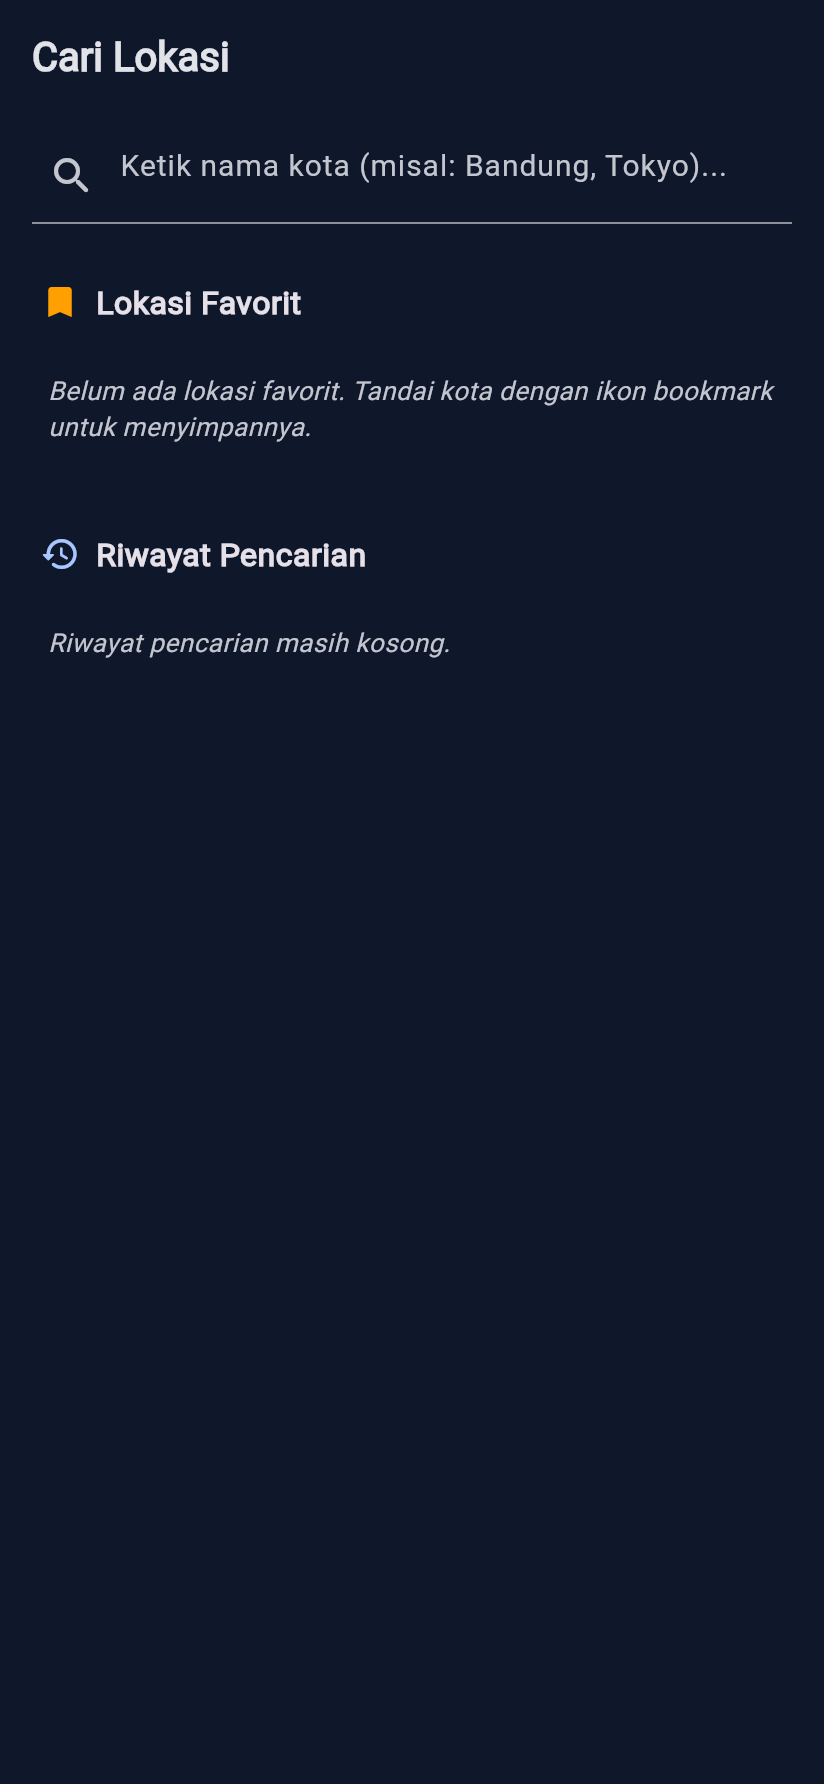 Cari Lokasi
Ketik nama kota (misal: Bandung, Tokyo)...
Lokasi Favorit
Belum ada lokasi favorit. Tandai kota dengan ikon bookmark
untuk menyimpannya.
Riwayat Pencarian
Riwayat pencarian masih kosong.